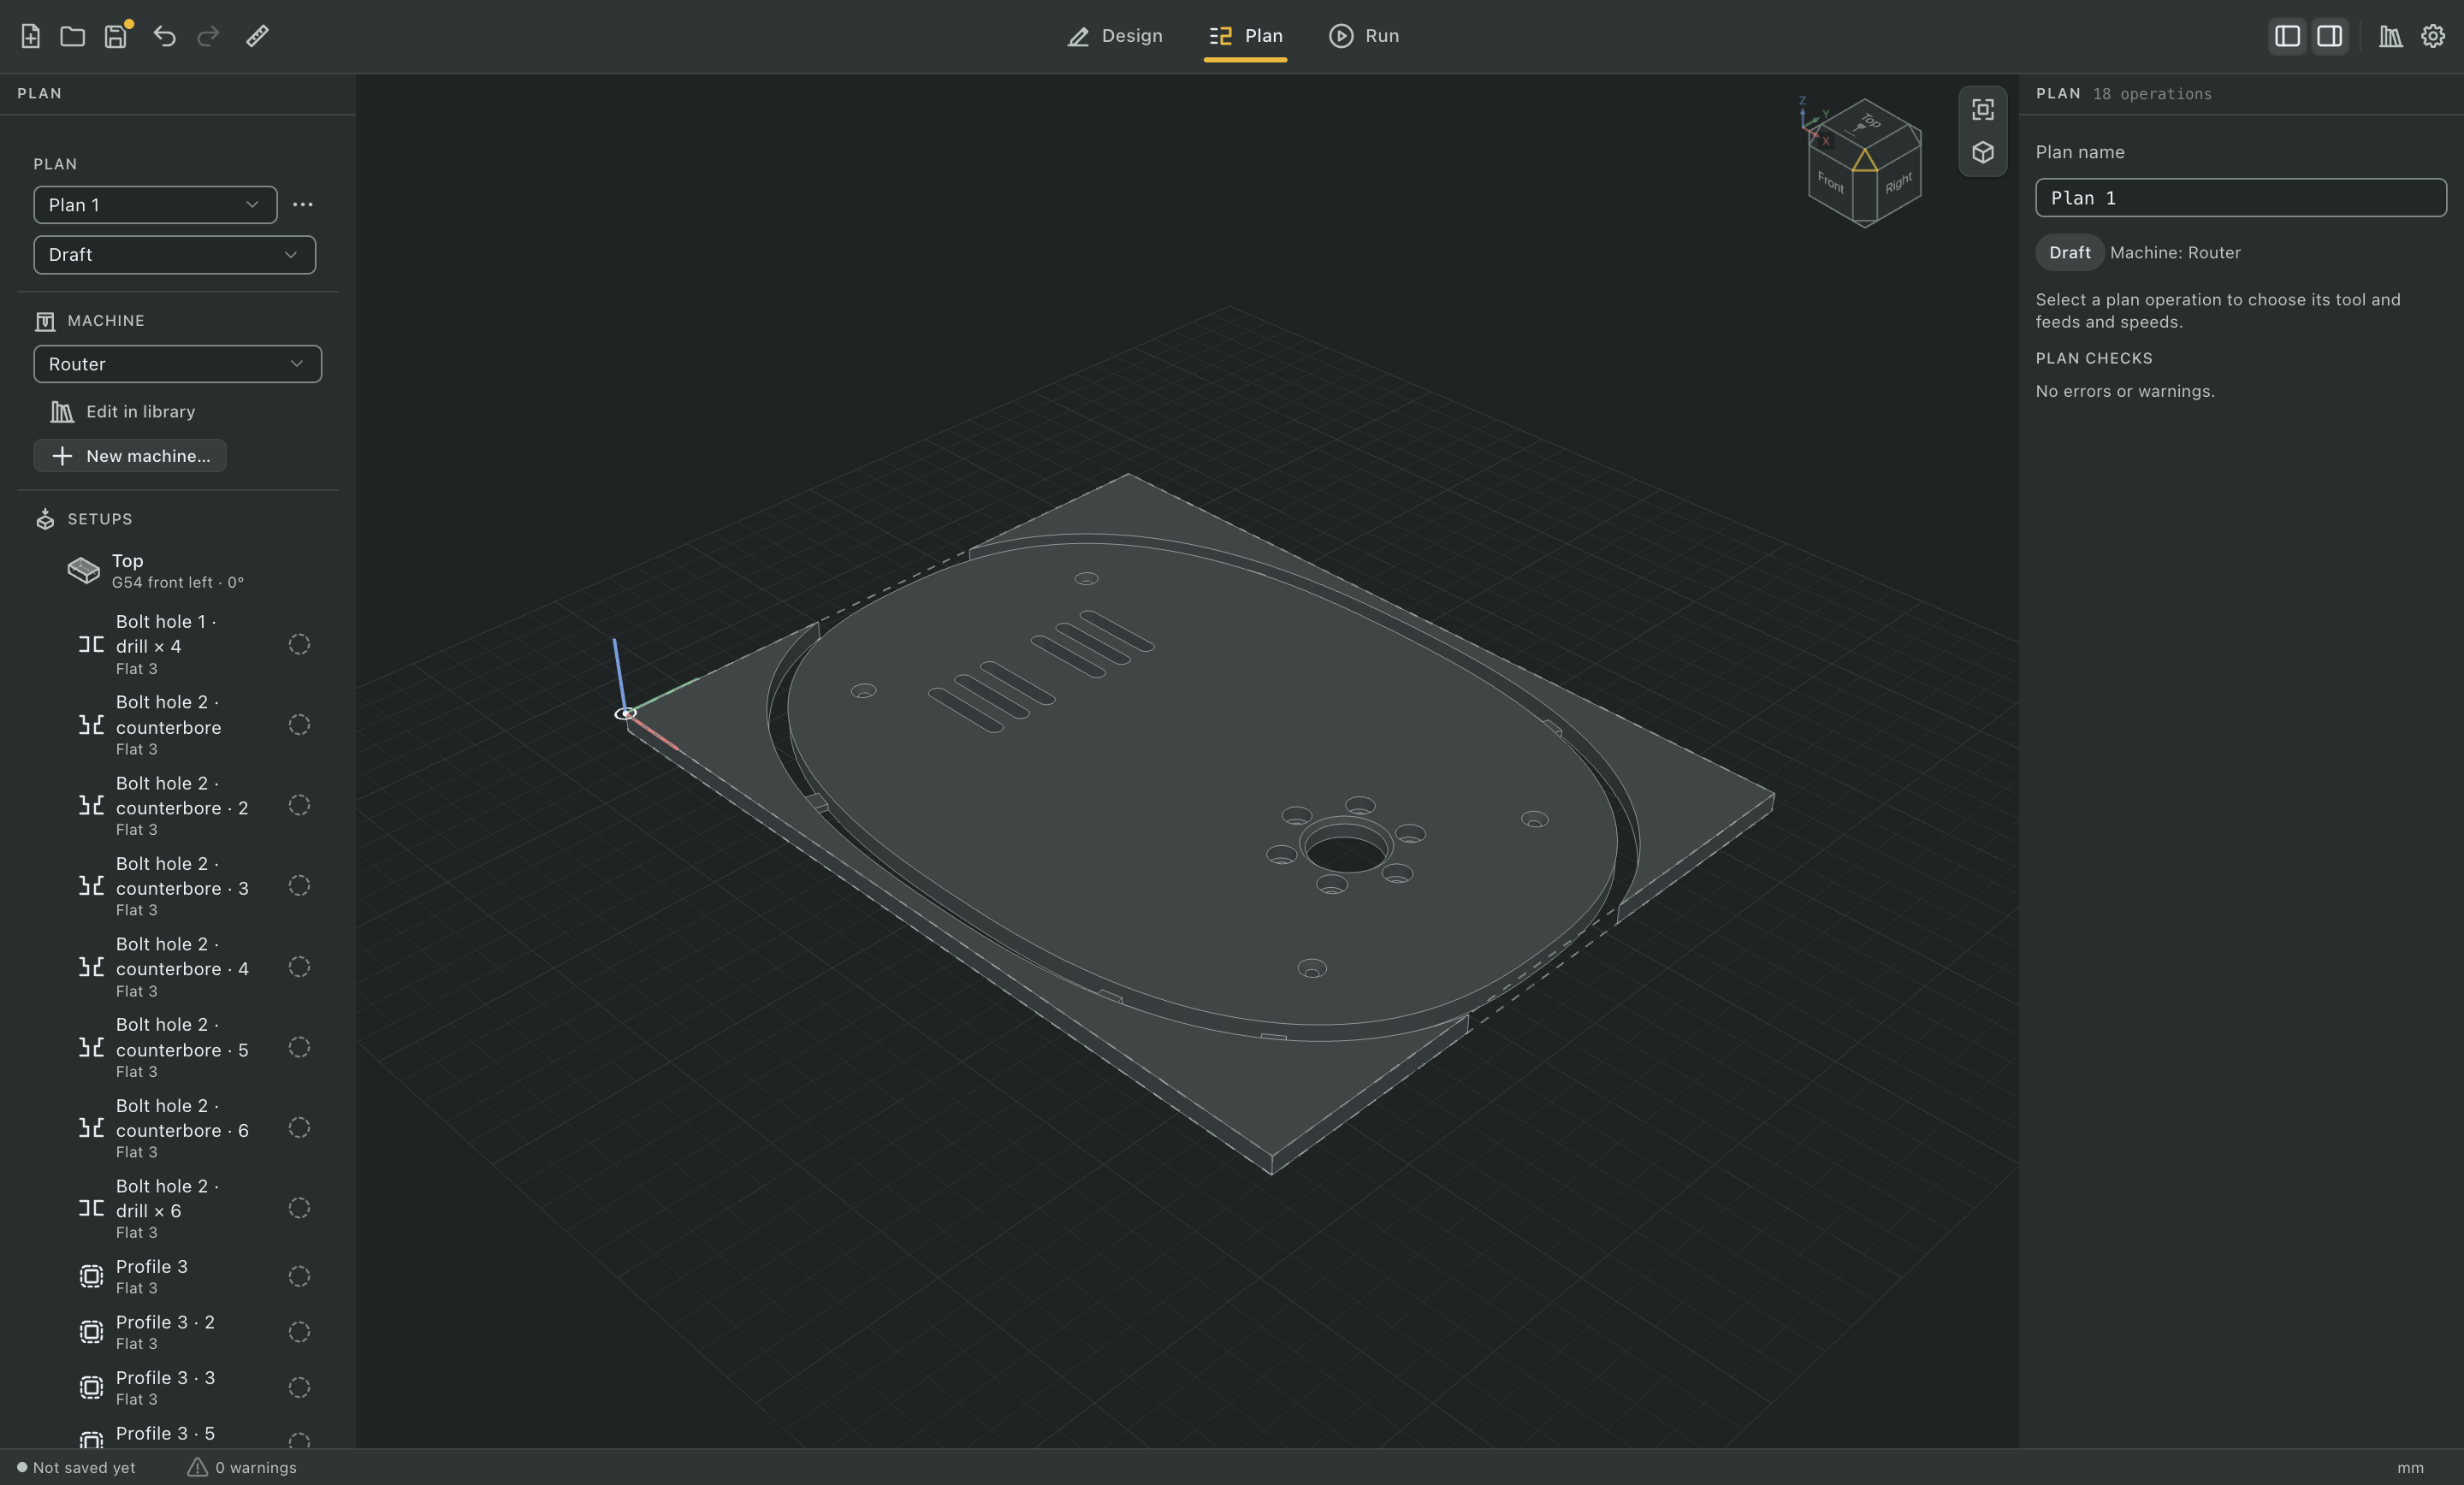 Design
Plan
Run
PLAN
PLAN
Plan 1
Draft
MACHINE
Router
Edit in library
New machine...
SETUPS
Top
G54 front left · 0°
Bolt hole 1 ·
drill × 4
Flat 3
Bolt hole 2 ·
counterbore
Flat 3
Bolt hole 2 ·
counterbore · 2
Flat 3
Bolt hole 2 ·
counterbore · 3
Flat 3
Bolt hole 2 ·
counterbore · 4
Flat 3
Bolt hole 2 ·
counterbore · 5
Flat 3
Bolt hole 2 ·
counterbore · 6
Flat 3
Bolt hole 2 ·
drill × 6
Flat 3
Profile 3
Flat 3
Profile 3 · 2
Flat 3
Profile 3 · 3
Flat 3
Profile 3 · 5
Z
Y
X
Top
Front
Right
PLAN 18 operations
Plan name
Plan 1
Draft Machine: Router
Select a plan operation to choose its tool and
feeds and speeds.
PLAN CHECKS
No errors or warnings.
Not saved yet
0 warnings
mm